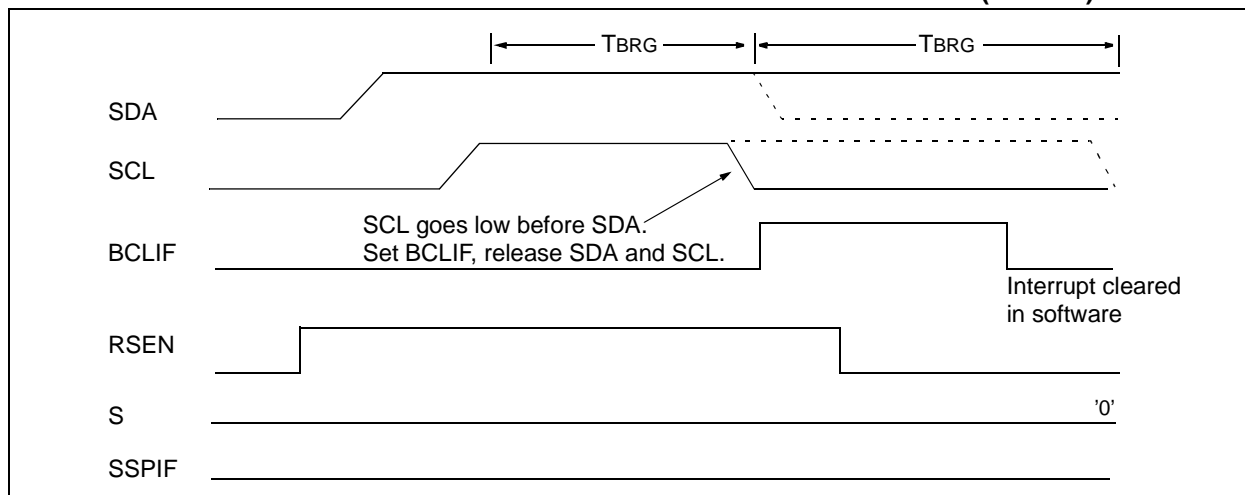 TBRG TBRG
SDA
SCL
SCL goes low before SDA.
Set BCLIF, release SDA and SCL.
BCLIF
Interrupt cleared
in software
RSEN
S '0'
SSPIF